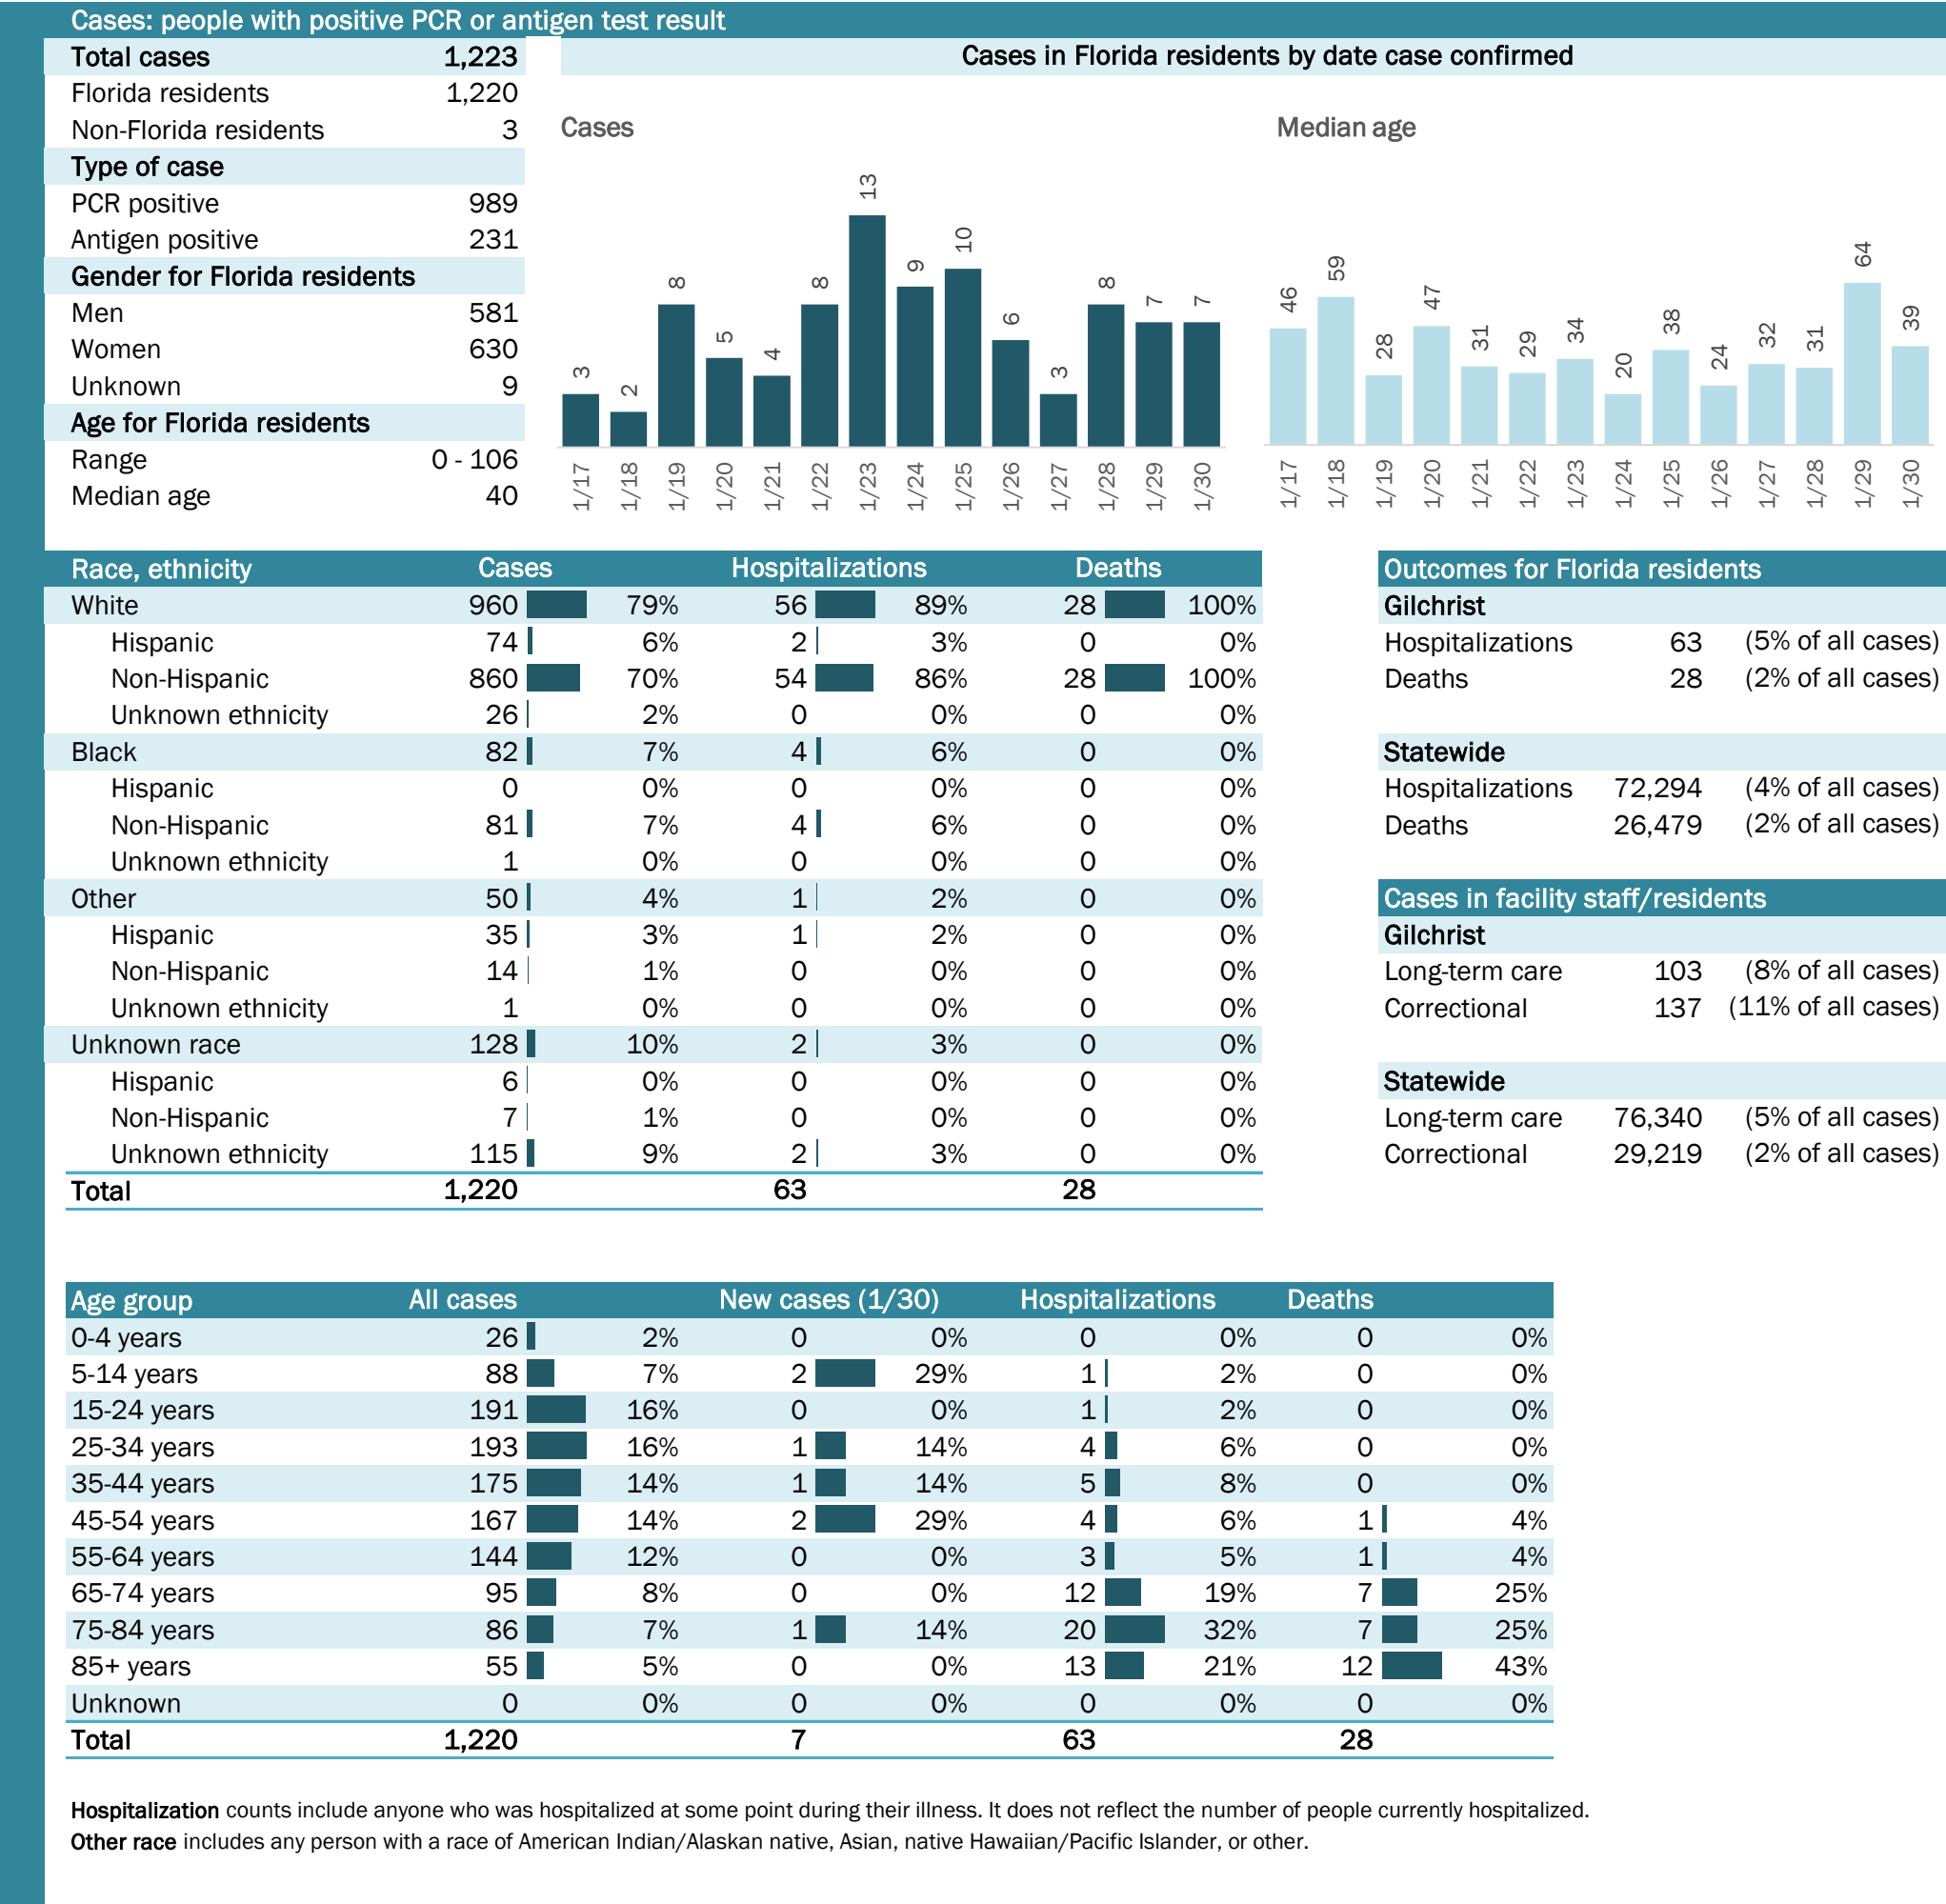 Cases: people with positive PCR or antigen test result
Total cases 1,223
Florida residents 1,220
Non-Florida residents 3
Type of case
PCR positive 989
Antigen positive 231
Gender for Florida residents
Men 581
Women 630
Unknown 9
Age for Florida residents
Range 0 - 106
Median age 40
Cases in Florida residents by date case confirmed
Cases
3 2 8 5 4 8 13 9 10 6 3 8 7 7
1/17 1/18 1/19 1/20 1/21 1/22 1/23 1/24 1/25 1/26 1/27 1/28 1/29 1/30
Median age
46 59 28 47 31 29 34 20 38 24 32 31 64 39
1/17 1/18 1/19 1/20 1/21 1/22 1/23 1/24 1/25 1/26 1/27 1/28 1/29 1/30
Race, ethnicity Cases Hospitalizations Deaths
White 960 79% 56 89% 28 100%
Hispanic 74 6% 2 3% 0 0%
Non-Hispanic 860 70% 54 86% 28 100%
Unknown ethnicity 26 2% 0 0% 0 0%
Black 82 7% 4 6% 0 0%
Hispanic 0 0% 0 0% 0 0%
Non-Hispanic 81 7% 4 6% 0 0%
Unknown ethnicity 1 0% 0 0% 0 0%
Other 50 4% 1 2% 0 0%
Hispanic 35 3% 1 2% 0 0%
Non-Hispanic 14 1% 0 0% 0 0%
Unknown ethnicity 1 0% 0 0% 0 0%
Unknown race 128 10% 2 3% 0 0%
Hispanic 6 0% 0 0% 0 0%
Non-Hispanic 7 1% 0 0% 0 0%
Unknown ethnicity 115 9% 2 3% 0 0%
Total 1,220 63 28
Outcomes for Florida residents
Gilchrist
Hospitalizations 63 (5% of all cases)
Deaths 28 (2% of all cases)
Statewide
Hospitalizations 72,294 (4% of all cases)
Deaths 26,479 (2% of all cases)
Cases in facility staff/residents
Gilchrist
Long-term care 103 (8% of all cases)
Correctional 137 (11% of all cases)
Statewide
Long-term care 76,340 (5% of all cases)
Correctional 29,219 (2% of all cases)
Age group All cases New cases (1/30) Hospitalizations Deaths
0-4 years 26 2% 0 0% 0 0% 0 0%
5-14 years 88 7% 2 29% 1 2% 0 0%
15-24 years 191 16% 0 0% 1 2% 0 0%
25-34 years 193 16% 1 14% 4 6% 0 0%
35-44 years 175 14% 1 14% 5 8% 0 0%
45-54 years 167 14% 2 29% 4 6% 1 4%
55-64 years 144 12% 0 0% 3 5% 1 4%
65-74 years 95 8% 0 0% 12 19% 7 25%
75-84 years 86 7% 1 14% 20 32% 7 25%
85+ years 55 5% 0 0% 13 21% 12 43%
Unknown 0 0% 0 0% 0 0% 0 0%
Total 1,220 7 63 28
Hospitalization counts include anyone who was hospitalized at some point during their illness. It does not reflect the number of people currently hospitalized.
Other race includes any person with a race of American Indian/Alaskan native, Asian, native Hawaiian/Pacific Islander, or other.